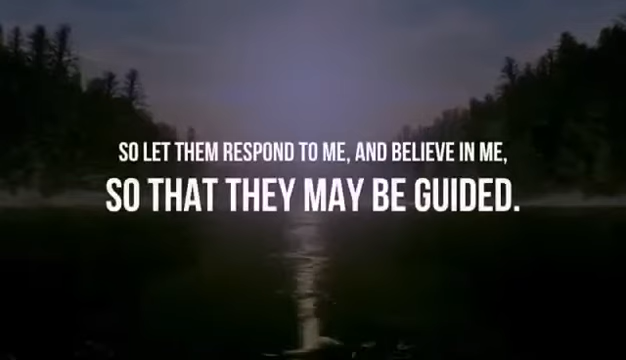 SO LET THEM RESPOND TO ME, AND BELIEVE IN ME,
SO THAT THEY MAY BE GUIDED.